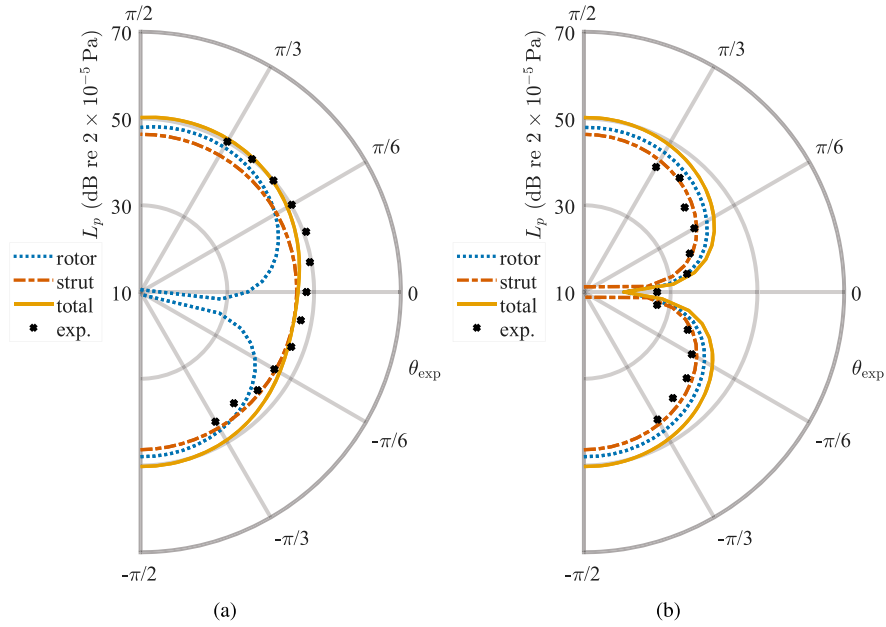 π/2
70
π/3
50
π/6
30
10
0
L_p (dB re 2 × 10⁻⁵ Pa)
rotor
strut
total
exp.
θ_exp
-π/6
-π/3
-π/2
(a)
π/2
70
π/3
50
π/6
30
10
0
L_p (dB re 2 × 10⁻⁵ Pa)
rotor
strut
total
exp.
θ_exp
-π/6
-π/3
-π/2
(b)